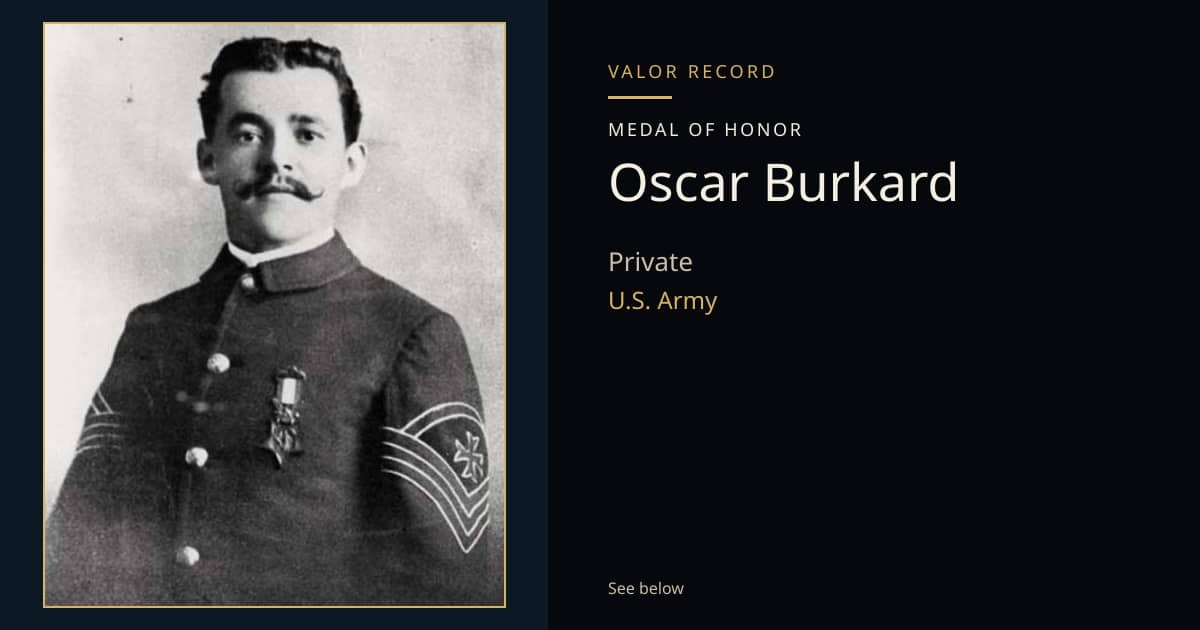 VALOR RECORD
MEDAL OF HONOR
Oscar Burkard
Private
U.S. Army
See below